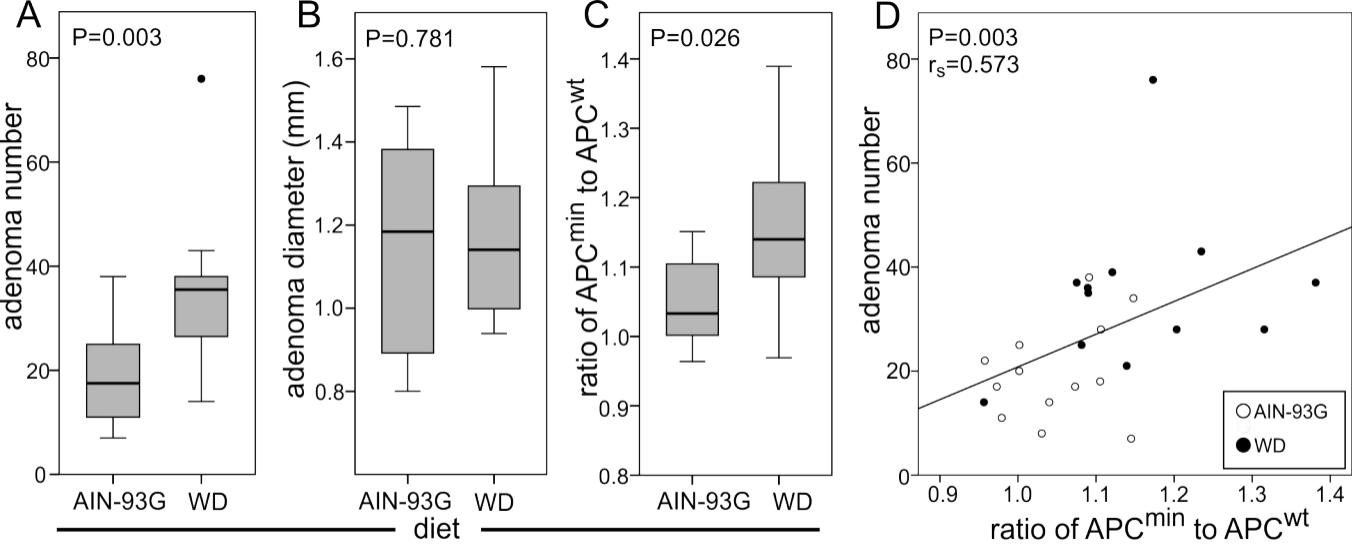 A
P=0.003
adenoma number
80
60
40
20
0
AIN-93G WD
B
P=0.781
adenoma diameter (mm)
1.6
1.4
1.2
1.0
0.8
AIN-93G WD
C
P=0.026
ratio of APCmin to APCwt
1.4
1.3
1.2
1.1
1.0
0.9
0.8
AIN-93G WD
diet
D
P=0.003
rs=0.573
adenoma number
80
60
40
20
0
AIN-93G
WD
0.9 1.0 1.1 1.2 1.3 1.4
ratio of APCmin to APCwt